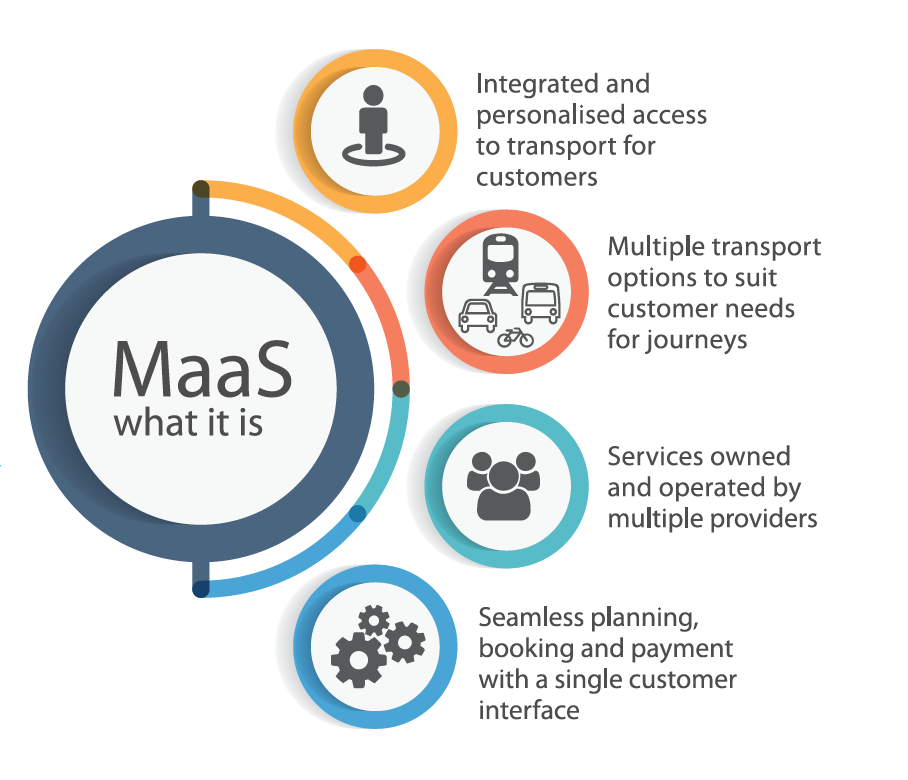 MaaS
what it is
Integrated and
personalised access
to transport for
customers
Multiple transport
options to suit
customer needs
for journeys
Services owned
and operated by
multiple providers
Seamless planning,
booking and payment
with a single customer
interface